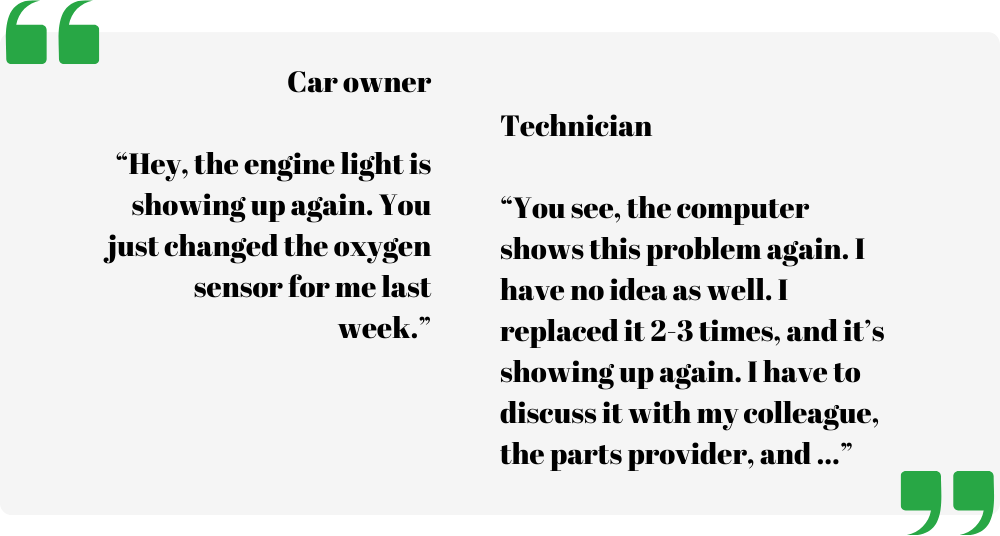 Car owner
“Hey, the engine light is
showing up again. You
just changed the oxygen
sensor for me last
week.”
Technician
“You see, the computer
shows this problem again. I
have no idea as well. I
replaced it 2-3 times, and it’s
showing up again. I have to
discuss it with my colleague,
the parts provider, and ...”